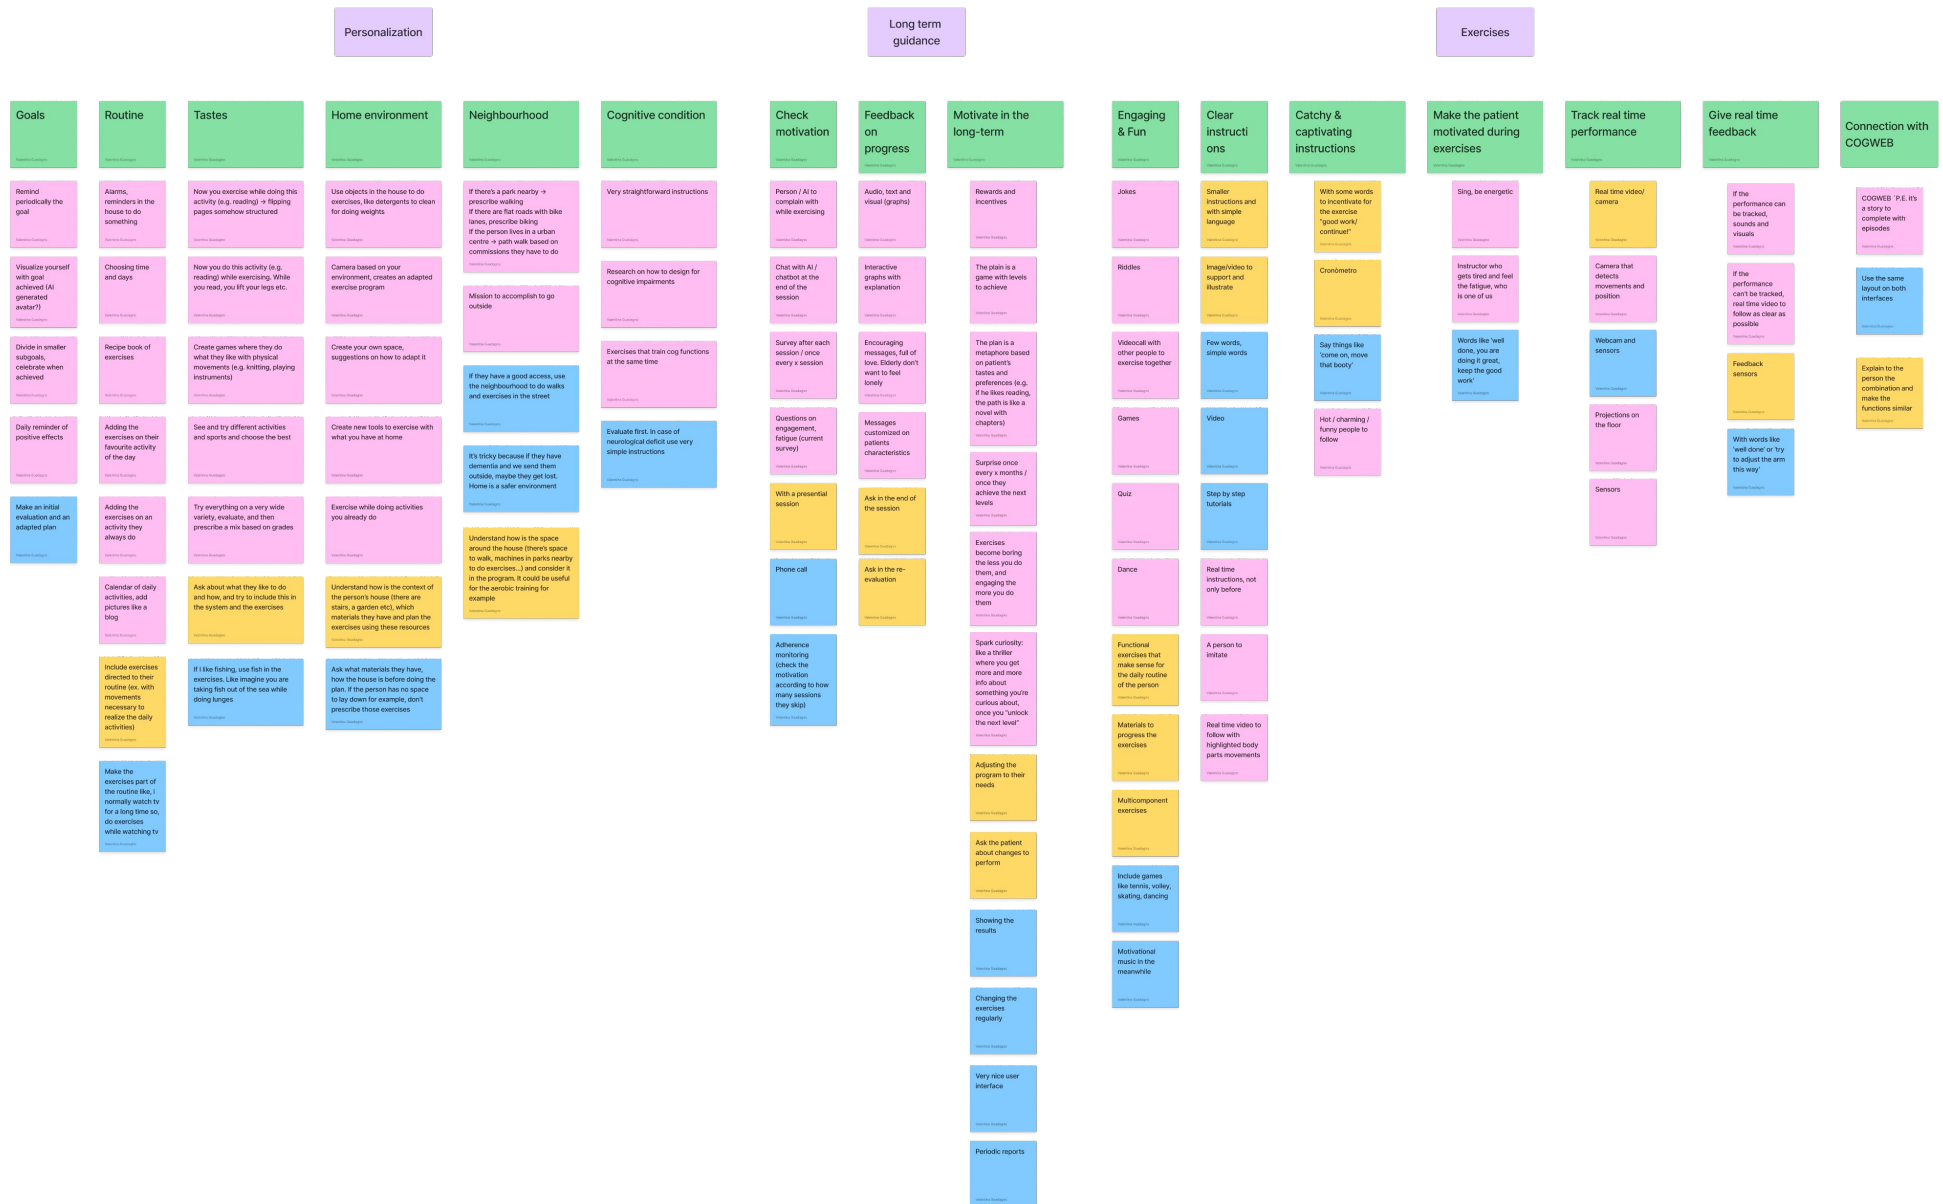 Personalization
Long term
guidance
Exercises
Goals
Valentina Gualdagno
Remind
periodically the
goal
Visualize yourself
with goal
achieved (AI
generated
avatar?)
Divide in smaller
subgoals,
celebrate when
achieved
Daily reminder of
positive effects
Make an initial
evaluation and an
adapted plan
Routine
Alarms,
reminders in the
house to do
something
Choosing time
and days
Recipe book of
exercises
Adding the
exercises on their
favourite activity
of the day
Adding the
exercises on an
activity they
always do
Calendar of daily
activities, add
pictures like a
blog
Include exercises
directed to their
routine (ex. with
movements
necessary to
realize the daily
activities)
Make the
exercises part of
the routine like, i
normally watch tv
for a long time so,
do exercises
while watching tv
Tastes
Now you exercise while doing this
activity (e.g. reading) → flipping
pages somehow structured
Now you do this activity (e.g.
reading) while exercising. While
you read, you lift your legs etc.
Create games where they do
what they like with physical
movements (e.g. knitting, playing
instruments)
See and try different activities
and sports and choose the best
Try everything on a very wide
variety, evaluate, and then
prescribe a mix based on grades
Ask about what they like to do
and how, and try to include this in
the system and the exercises
If I like fishing, use fish in the
exercises. Like imagine you are
taking fish out of the sea while
doing lunges
Home environment
Use objects in the house to do
exercises, like detergents to clean
for doing weights
Camera based on your
environment, creates an adapted
exercise program
Create your own space,
suggestions on how to adapt it
Create new tools to exercise with
what you have at home
Exercise while doing activities
you already do
Understand how is the context of
the person's house (there are
stairs, a garden etc), which
materials they have and plan the
exercises using these resources
Ask what materials they have,
how the house is before doing the
plan. If the person has no space
to lay down for example, don't
prescribe those exercises
Neighbourhood
If there's a park nearby →
prescribe walking
If there are flat roads with bike
lanes, prescribe biking
If the person lives in a urban
centre → path walk based on
commissions they have to do
Mission to accomplish to go
outside
If they have a good access, use
the neighbourhood to do walks
and exercises in the street
It's tricky because if they have
dementia and we send them
outside, maybe they get lost.
Home is a safer environment
Understand how is the space
around the house (there's space
to walk, machines in parks nearby
to do exercises...) and consider it
in the program. It could be useful
for the aerobic training for
example
Cognitive condition
Very straightforward instructions
Research on how to design for
cognitive impairments
Exercises that train cog functions
at the same time
Evaluate first. In case of
neurological deficit use very
simple instructions
Check
motivation
Person / AI to
complain with
while exercising
Chat with AI /
chatbot at the
end of the
session
Survey after each
session / once
every x session
Questions on
engagement,
fatigue (current
survey)
With a presential
session
Phone call
Adherence
monitoring
(check the
motivation
according to how
many sessions
they skip)
Feedback
on
progress
Audio, text and
visual (graphs)
Interactive
graphs with
explanation
Encouraging
messages, full of
love. Elderly don't
want to feel
lonely
Messages
customized on
patients
characteristics
Ask in the end of
the session
Ask in the re-
evaluation
Motivate in the
long-term
Rewards and
incentives
The plain is a
game with levels
to achieve
The plan is a
metaphore based
on patient's
tastes and
preferences (e.g.
if he likes reading,
the path is like a
novel with
chapters)
Surprise once
every x months /
once they
achieve the next
levels
Exercises
become boring
the less you do
them, and
engaging the
more you do
them
Spark curiosity:
like a thriller
where you get
more and more
info about
something you're
curious about,
once you "unlock
the next level"
Adjusting the
program to their
needs
Ask the patient
about changes to
perform
Showing the
results
Changing the
exercises
regularly
Very nice user
interface
Periodic reports
Engaging
& Fun
Jokes
Riddles
Videocall with
other people to
exercise together
Games
Quiz
Dance
Functional
exercises that
make sense for
the daily routine
of the person
Materials to
progress the
exercises
Multicomponent
exercises
Include games
like tennis, volley,
skating, dancing
Motivational
music in the
meanwhile
Clear
instructi
ons
Smaller
instructions and
with simple
language
Image/video to
support and
illustrate
Few words,
simple words
Video
Step by step
tutorials
Real time
instructions, not
only before
A person to
imitate
Real time video to
follow with
highlighted body
parts movements
Catchy &
captivating
instructions
With some words
to incentivate for
the exercise
"good work/
continue!"
Cronómetro
Say things like
'come on, move
that booty'
Hot / charming /
funny people to
follow
Make the patient
motivated during
exercises
Sing, be energetic
Instructor who
gets tired and feel
the fatigue, who
is one of us
Words like 'well
done, you are
doing it great,
keep the good
work'
Track real time
performance
Real time video/
camera
Camera that
detects
movements and
position
Webcam and
sensors
Projections on
the floor
Sensors
Give real time
feedback
If the
performance can
be tracked,
sounds and
visuals
If the
performance
can't be tracked,
real time video to
follow as clear as
possible
Feedback
sensors
With words like
'well done' or 'try
to adjust the arm
this way'
Connection with
COGWEB
COGWEB ´P.E. it's
a story to
complete with
episodes
Use the same
layout on both
interfaces
Explain to the
person the
combination and
make the
functions similar